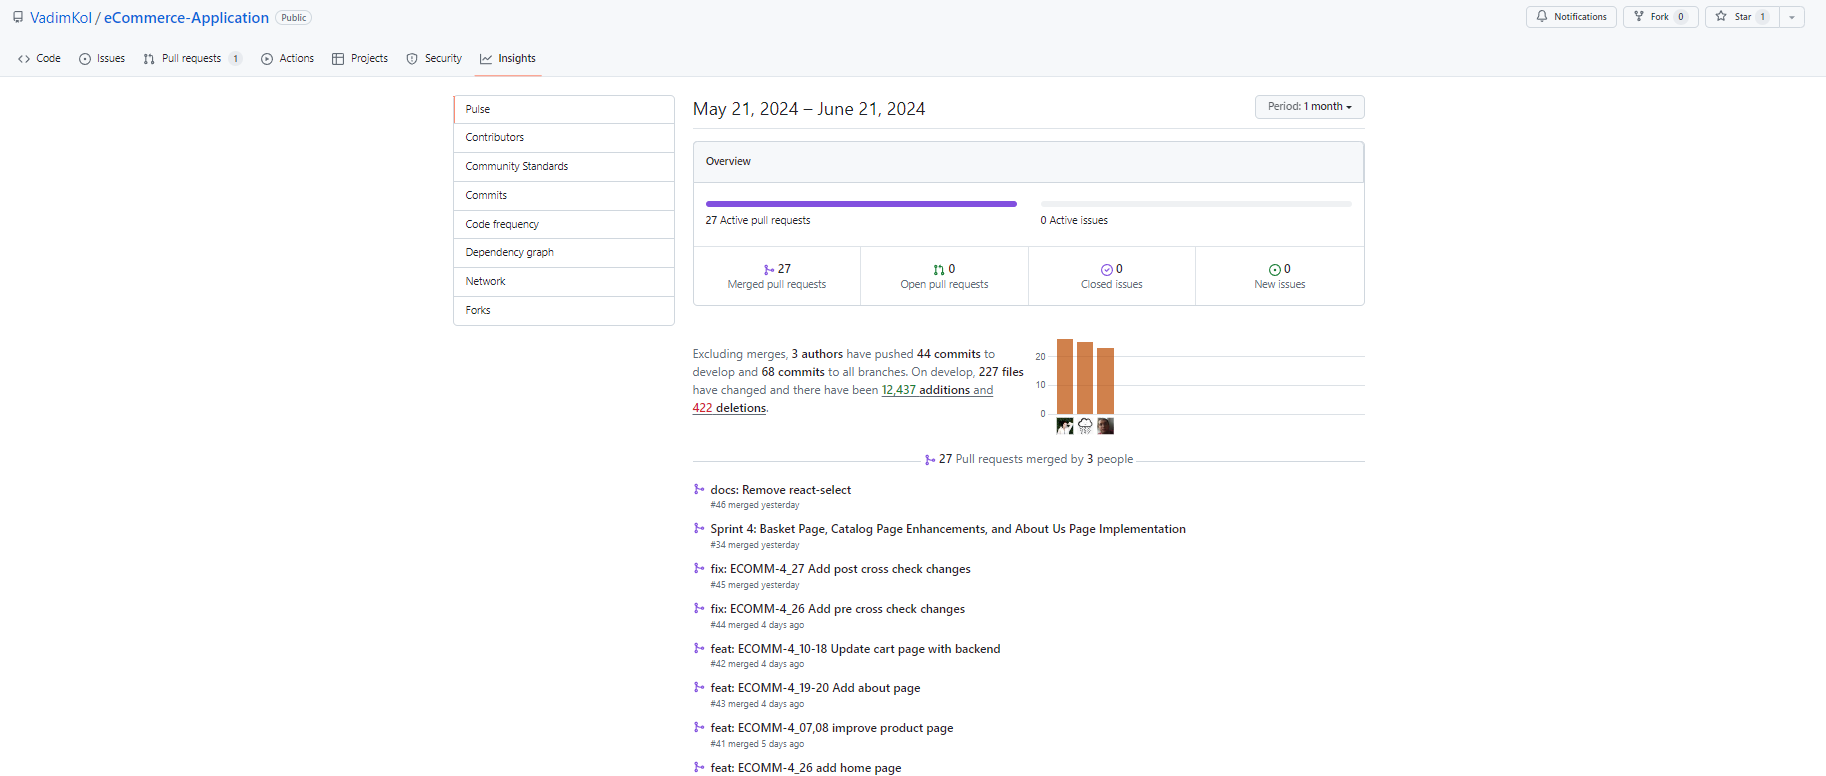 VadimKol / eCommerce-Application Public
Notifications Fork 0 Star 1
Code Issues Pull requests 1 Actions Projects Security Insights
Pulse
Contributors
Community Standards
Commits
Code frequency
Dependency graph
Network
Forks
May 21, 2024 – June 21, 2024
Period: 1 month
Overview
27 Active pull requests
0 Active issues
27
Merged pull requests
0
Open pull requests
0
Closed issues
0
New issues
Excluding merges, 3 authors have pushed 44 commits to
develop and 68 commits to all branches. On develop, 227 files
have changed and there have been 12,437 additions and
422 deletions.
20
10
0
27 Pull requests merged by 3 people
docs: Remove react-select
#46 merged yesterday
Sprint 4: Basket Page, Catalog Page Enhancements, and About Us Page Implementation
#34 merged yesterday
fix: ECOMM-4_27 Add post cross check changes
#45 merged yesterday
fix: ECOMM-4_26 Add pre cross check changes
#44 merged 4 days ago
feat: ECOMM-4_10-18 Update cart page with backend
#42 merged 4 days ago
feat: ECOMM-4_19-20 Add about page
#43 merged 4 days ago
feat: ECOMM-4_07,08 improve product page
#41 merged 5 days ago
feat: ECOMM-4_26 add home page